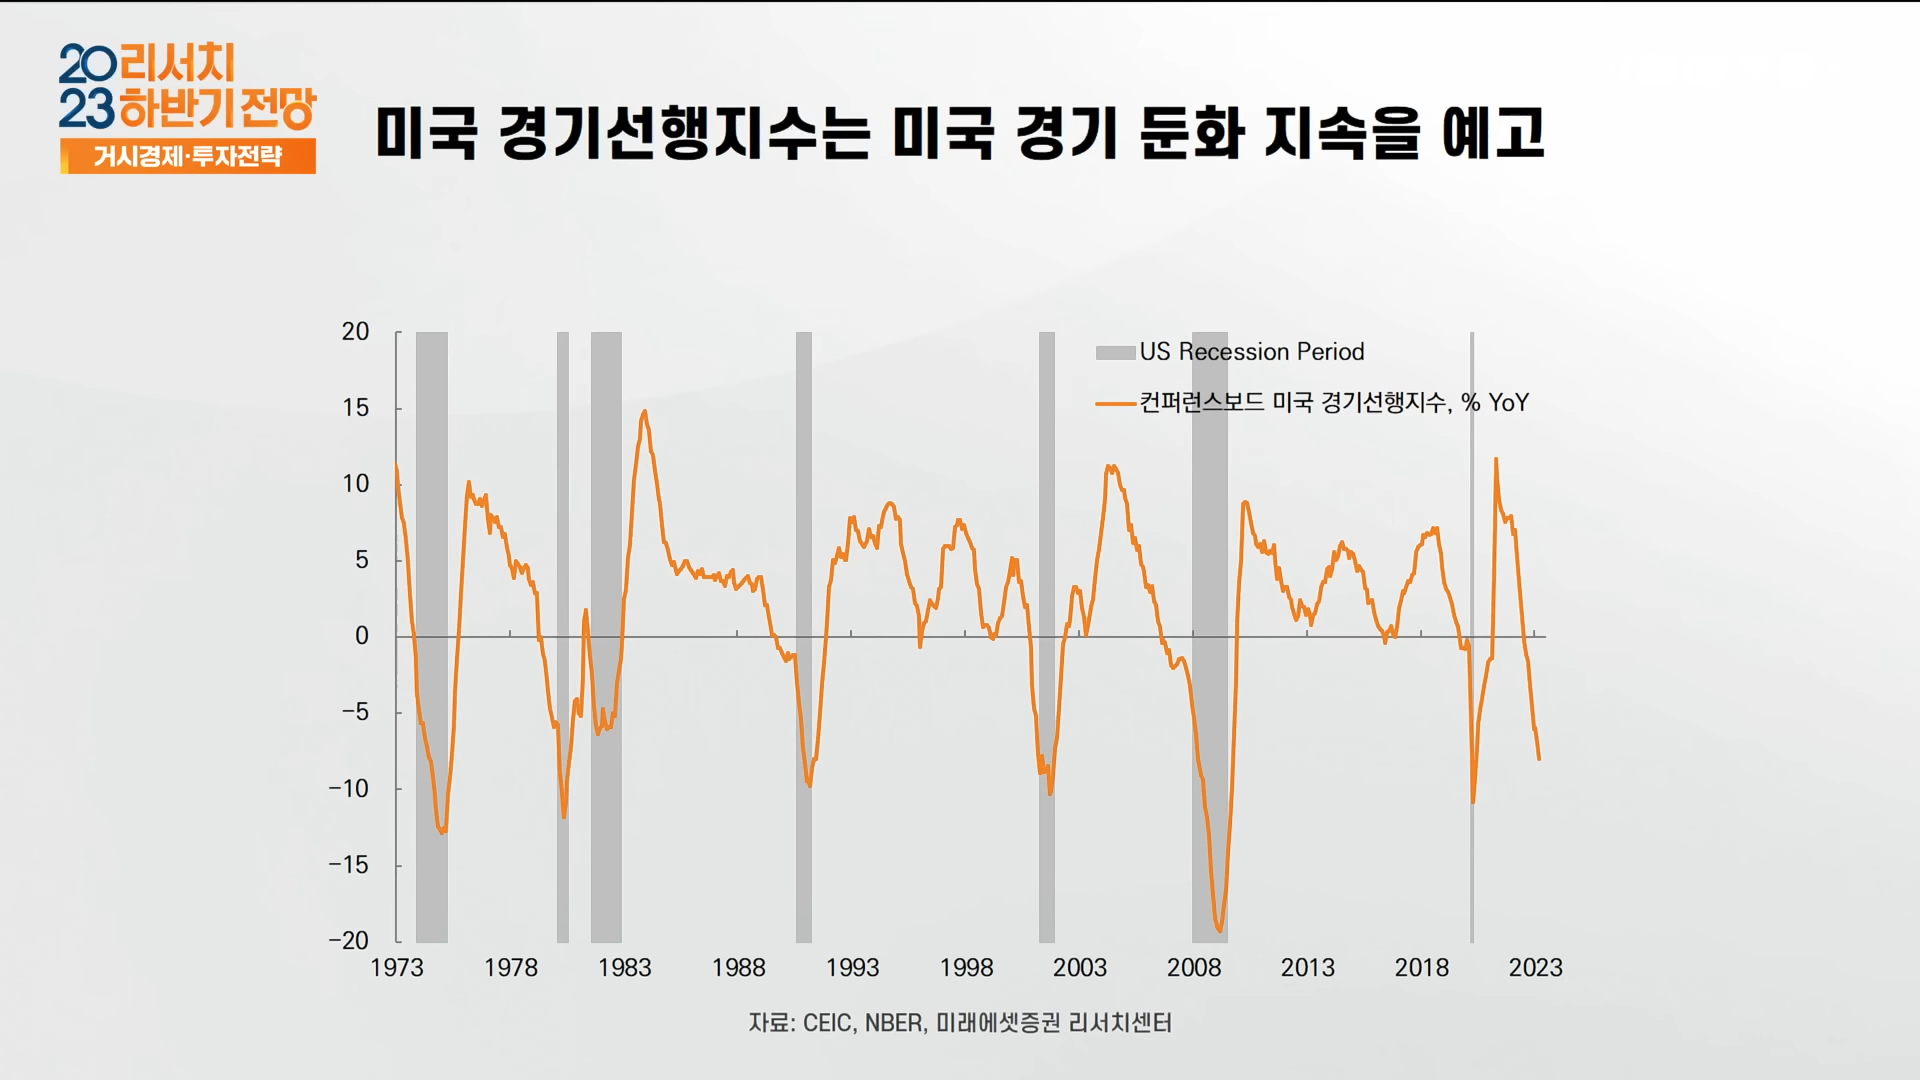 2023 리서치 하반기 전망
거시경제·투자전략
미국 경기선행지수는 미국 경기 둔화 지속을 예고
US Recession Period
컨퍼런스보드 미국 경기선행지수, % YoY
20
15
10
5
0
−5
−10
−15
−20
1973 1978 1983 1988 1993 1998 2003 2008 2013 2018 2023
자료: CEIC, NBER, 미래에셋증권 리서치센터